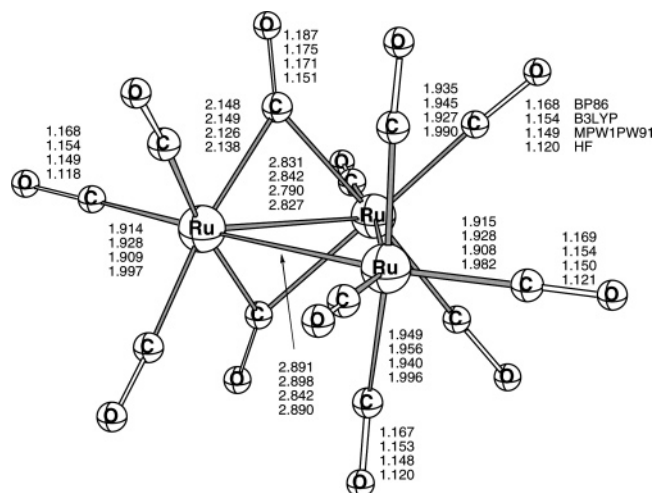 O
1.187
1.175
1.171
1.151
O
O
O
C
2.148
2.149
2.126
2.138
C
1.935
1.945
1.927
1.990
C
1.168 BP86
1.154 B3LYP
1.149 MPW1PW91
1.120 HF
1.168
1.154
1.149
1.118
C
O
C
2.831
2.842
2.790
2.827
O
C
Ru
Ru
1.914
1.928
1.909
1.997
Ru
1.915
1.928
1.908
1.982
1.169
1.154
1.150
1.121
C
O
C
C
O
C
C
O
2.891
2.898
2.842
2.890
1.949
1.956
1.940
1.996
O
O
C
1.167
1.153
1.148
1.120
O